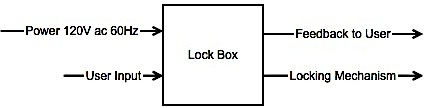 Power 120V ac 60Hz
Feedback to User
Lock Box
User Input
Locking Mechanism